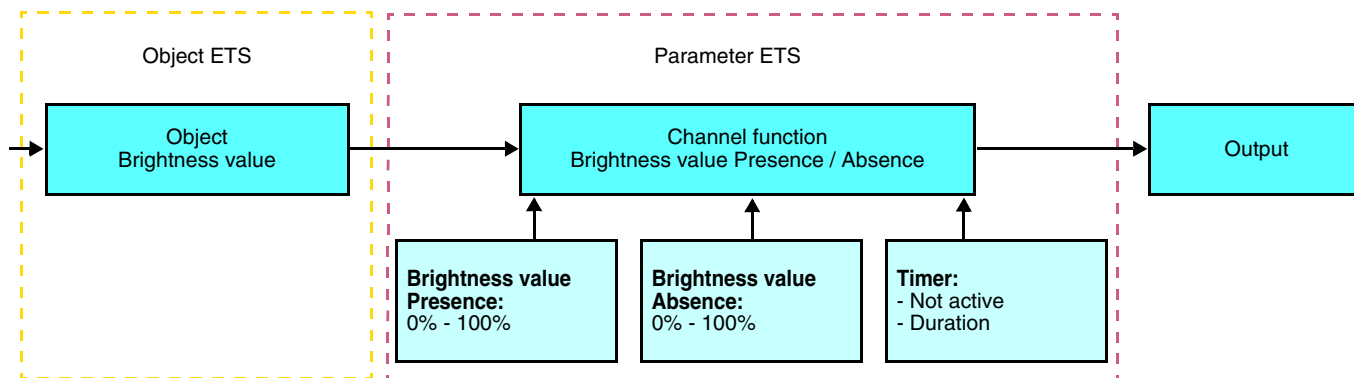 Object ETS
Parameter ETS
Object
Brightness value
Channel function
Brightness value Presence / Absence
Output
Brightness value
Presence:
0% - 100%
Brightness value
Absence:
0% - 100%
Timer:
- Not active
- Duration